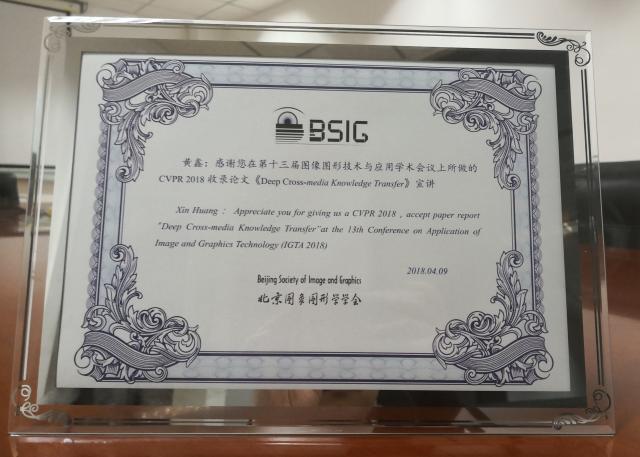 BSIG
黄鑫：感谢您在第十三届图像图形技术与应用学术会议上所做的
CVPR 2018 收录论文《Deep Cross-media Knowledge Transfer》宣讲
Xin Huang： Appreciate you for giving us a CVPR 2018，accept paper report
"Deep Cross-media Knowledge Transfer"at the 13th Conference on Application of
Image and Graphics Technology (IGTA 2018)
2018.04.09
Beijing Society of Image and Graphics
北京图象图形学学会